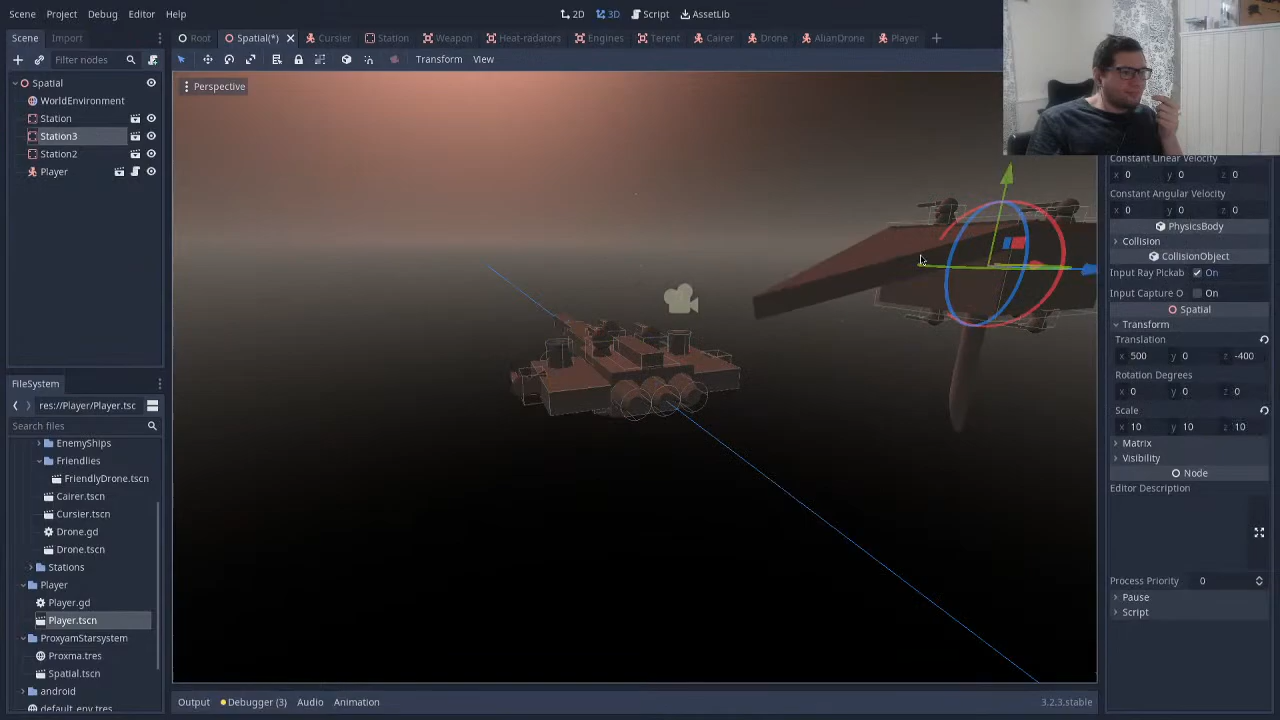 Scene Project Debug Editor Help
2D 3D Script AssetLib
Scene Import
Root Spatial(*) Cursier Station Weapon Heat-radators Engines Terent Cairer Drone AlianDrone Player
Filter nodes
Transform View
Perspective
Spatial
WorldEnvironment
Station
Station3
Station2
Player
FileSystem
res://Player/Player.tsc
Search files
EnemyShips
Friendlies
FriendlyDrone.tscn
Cairer.tscn
Cursier.tscn
Drone.gd
Drone.tscn
Stations
Player
Player.gd
Player.tscn
ProxyamStarsystem
Proxma.tres
Spatial.tscn
android
default_env.tres
Constant Linear Velocity
x 0 y 0 z 0
Constant Angular Velocity
x 0 y 0 z 0
PhysicsBody
Collision
CollisionObject
Input Ray Pickab On
Input Capture O On
Spatial
Transform
Translation
x 500 y 0 z -400
Rotation Degrees
x 0 y 0 z 0
Scale
x 10 y 10 z 10
Matrix
Visibility
Node
Editor Description
Process Priority 0
Pause
Script
Output Debugger (3) Audio Animation
3.2.3.stable